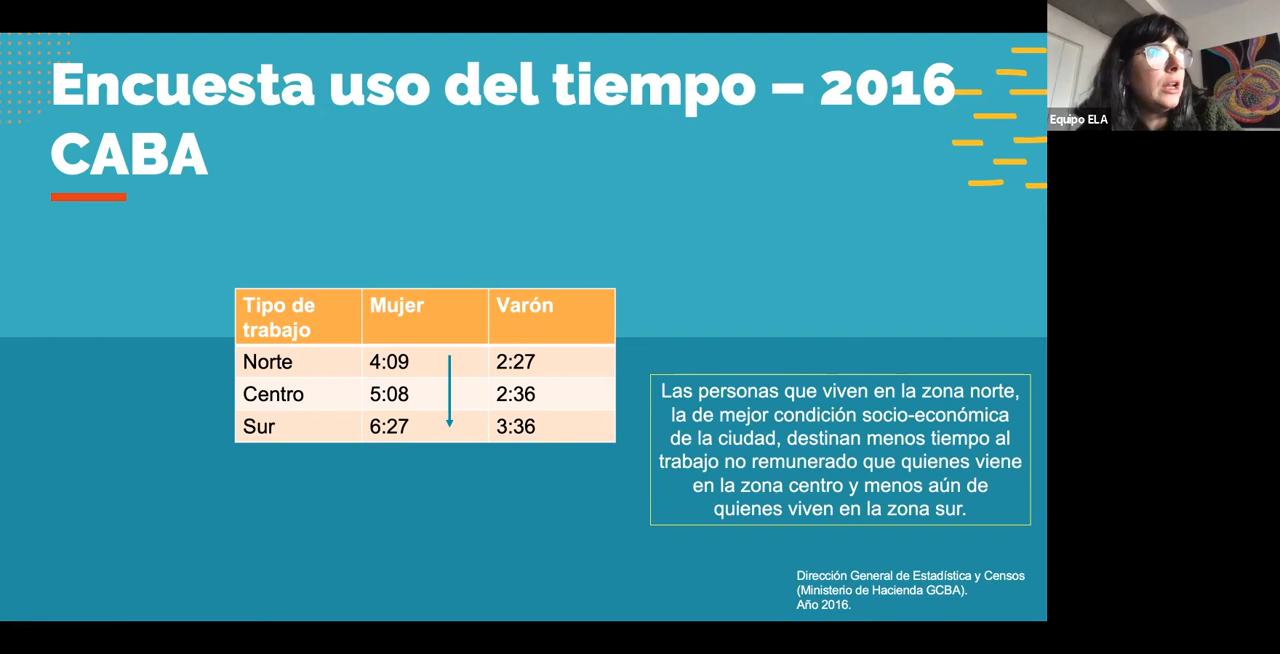 Encuesta uso del tiempo – 2016
CABA
Equipo ELA
Tipo de
trabajo
Mujer
Varón
Norte 4:09 2:27
Centro 5:08 2:36
Sur 6:27 3:36
Las personas que viven en la zona norte,
la de mejor condición socio-económica
de la ciudad, destinan menos tiempo al
trabajo no remunerado que quienes viene
en la zona centro y menos aún de
quienes viven en la zona sur.
Dirección General de Estadística y Censos
(Ministerio de Hacienda GCBA).
Año 2016.